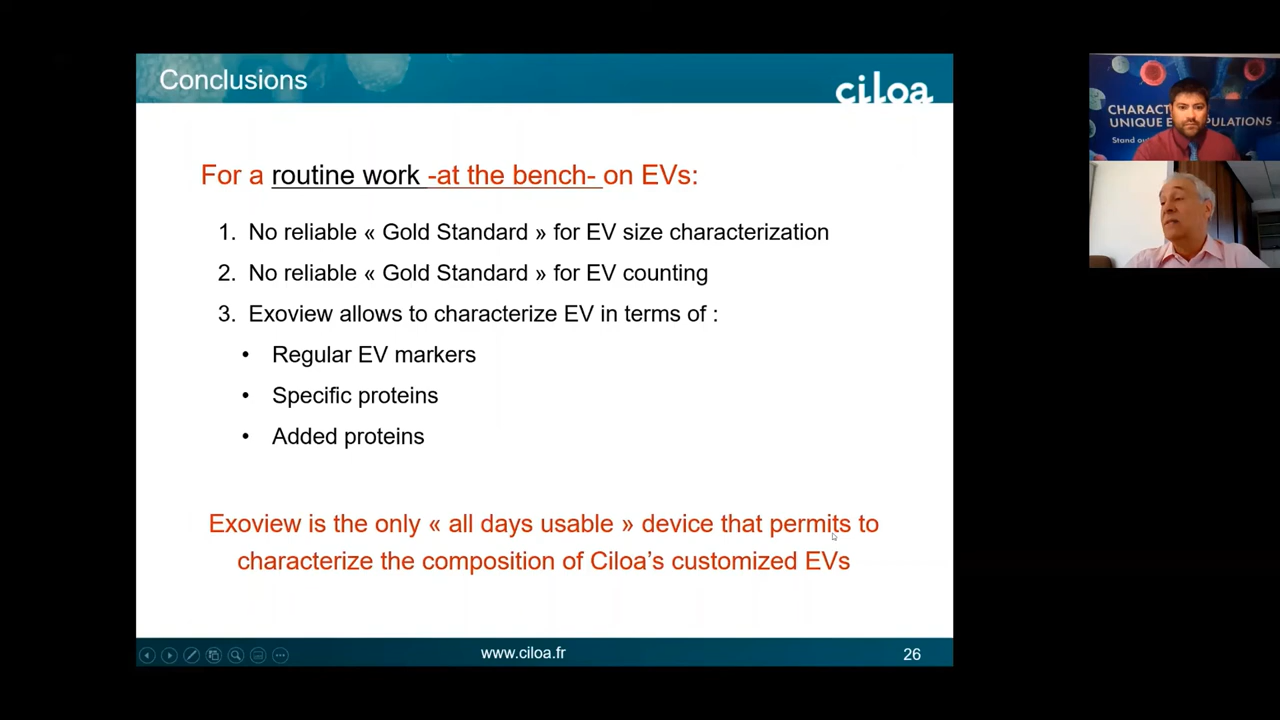 Conclusions
ciloa
For a routine work -at the bench- on EVs:
1. No reliable « Gold Standard » for EV size characterization
2. No reliable « Gold Standard » for EV counting
3. Exoview allows to characterize EV in terms of :
• Regular EV markers
• Specific proteins
• Added proteins
Exoview is the only « all days usable » device that permits to
characterize the composition of Ciloa's customized EVs
www.ciloa.fr
26
CHARACT
UNIQUE E PULATIONS
Stand